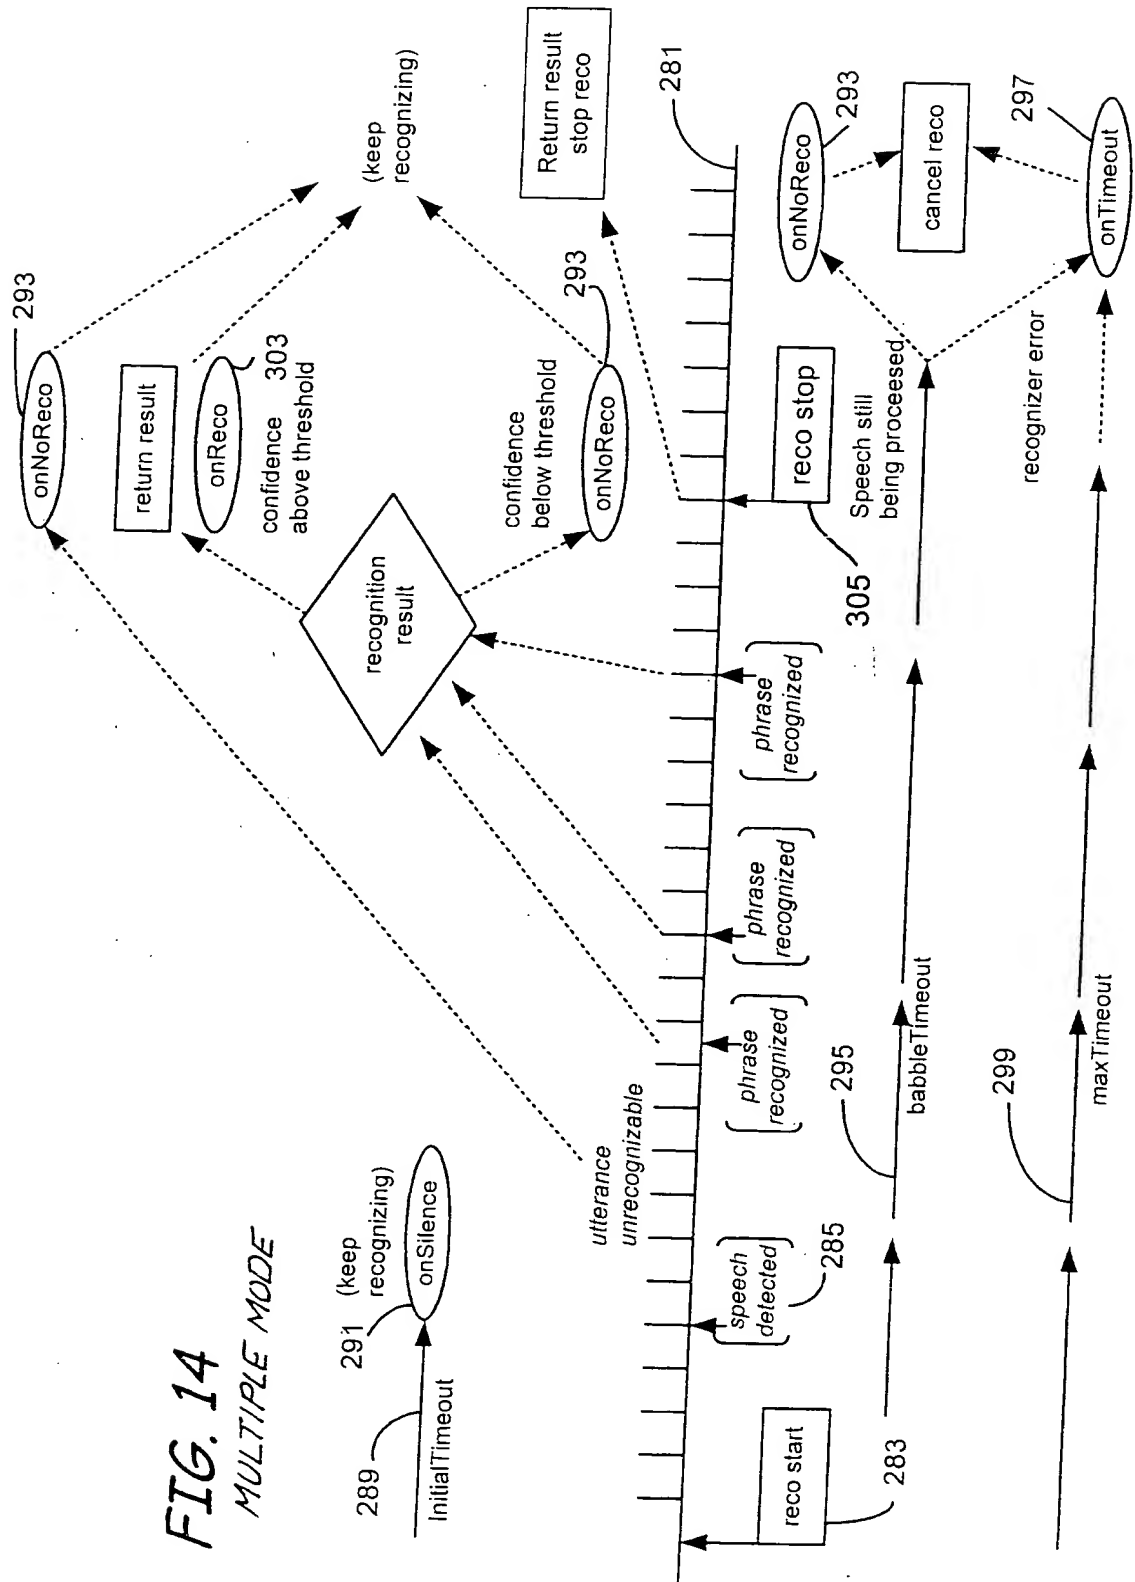 FIG. 14
MULTIPLE MODE
289
InitialTimeout
291
(keep
recognizing)
onSilence
utterance
unrecognizable
onNoReco
293
return result
onReco
303
confidence
above threshold
recognition
result
confidence
below threshold
onNoReco
293
(keep
recognizing)
Return result
stop reco
281
reco start
283
speech
detected
285
phrase
recognized
phrase
recognized
phrase
recognized
reco stop
305
295
babbleTimeout
Speech still
being proceesed
onNoReco
293
cancel reco
299
maxTimeout
recognizer error
onTimeout
297